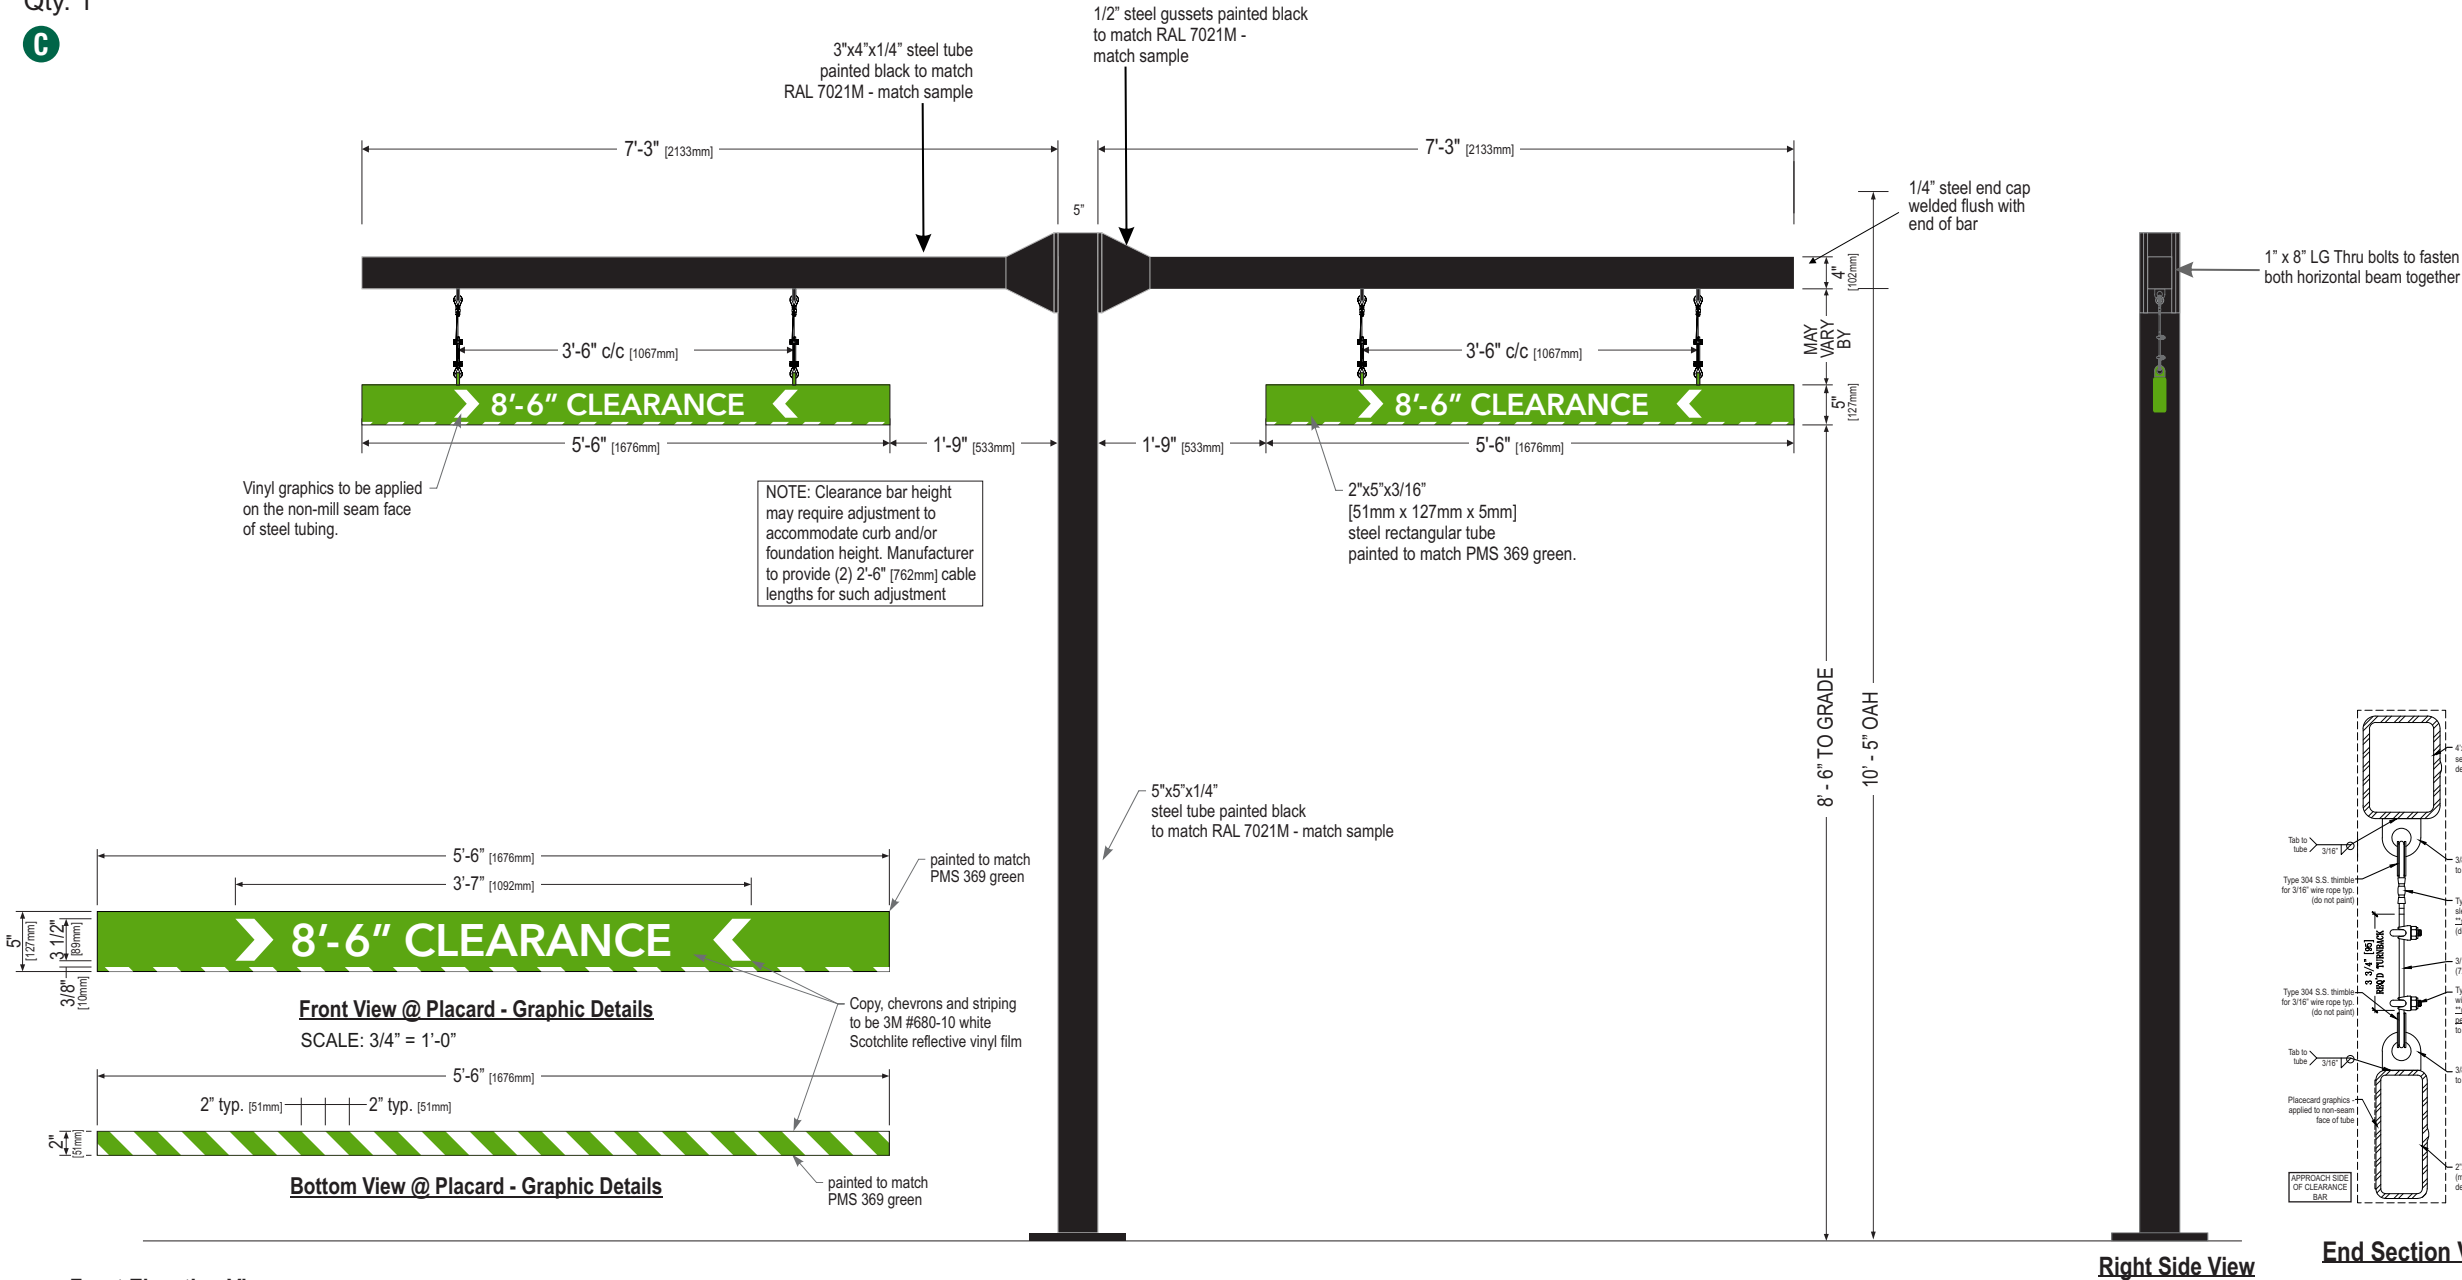 Qty: 1
C
3"x4"x1/4" steel tube
painted black to match
RAL 7021M - match sample
1/2" steel gussets painted black
to match RAL 7021M -
match sample
7'-3" [2133mm]
7'-3" [2133mm]
5"
1/4" steel end cap
welded flush with
end of bar
4"
[102mm]
1" x 8" LG Thru bolts to fasten
both horizontal beam together
MAY
VARY
BY
3'-6" c/c [1067mm]
3'-6" c/c [1067mm]
8'-6" CLEARANCE
8'-6" CLEARANCE
5"
[127mm]
5'-6" [1676mm]
1'-9" [533mm]
1'-9" [533mm]
5'-6" [1676mm]
Vinyl graphics to be applied
on the non-mill seam face
of steel tubing.
NOTE: Clearance bar height
may require adjustment to
accommodate curb and/or
foundation height. Manufacturer
to provide (2) 2'-6" [762mm] cable
lengths for such adjustment
2"x5"x3/16"
[51mm x 127mm x 5mm]
steel rectangular tube
painted to match PMS 369 green.
8' - 6" TO GRADE
10' - 5" OAH
5"x5"x1/4"
steel tube painted black
to match RAL 7021M - match sample
5'-6" [1676mm]
3'-7" [1092mm]
painted to match
PMS 369 green
5"
[127mm]
3 1/2"
[89mm]
3/8"
[10mm]
8'-6" CLEARANCE
Front View @ Placard - Graphic Details
SCALE: 3/4" = 1'-0"
Copy, chevrons and striping
to be 3M #680-10 white
Scotchlite reflective vinyl film
5'-6" [1676mm]
2" typ. [51mm]
2" typ. [51mm]
2"
[51mm]
Bottom View @ Placard - Graphic Details
painted to match
PMS 369 green
Tab to
tube
3/16"
Type 304 S.S. thimble
for 3/16" wire rope typ.
(do not paint)
3 3/4" [95]
REQ'D TURNBACK
Type 304 S.S. thimble
for 3/16" wire rope typ.
(do not paint)
Tab to
tube
3/16"
Placecard graphics -
applied to non-seam
face of tube
APPROACH SIDE
OF CLEARANCE
BAR
Right Side View
End Section